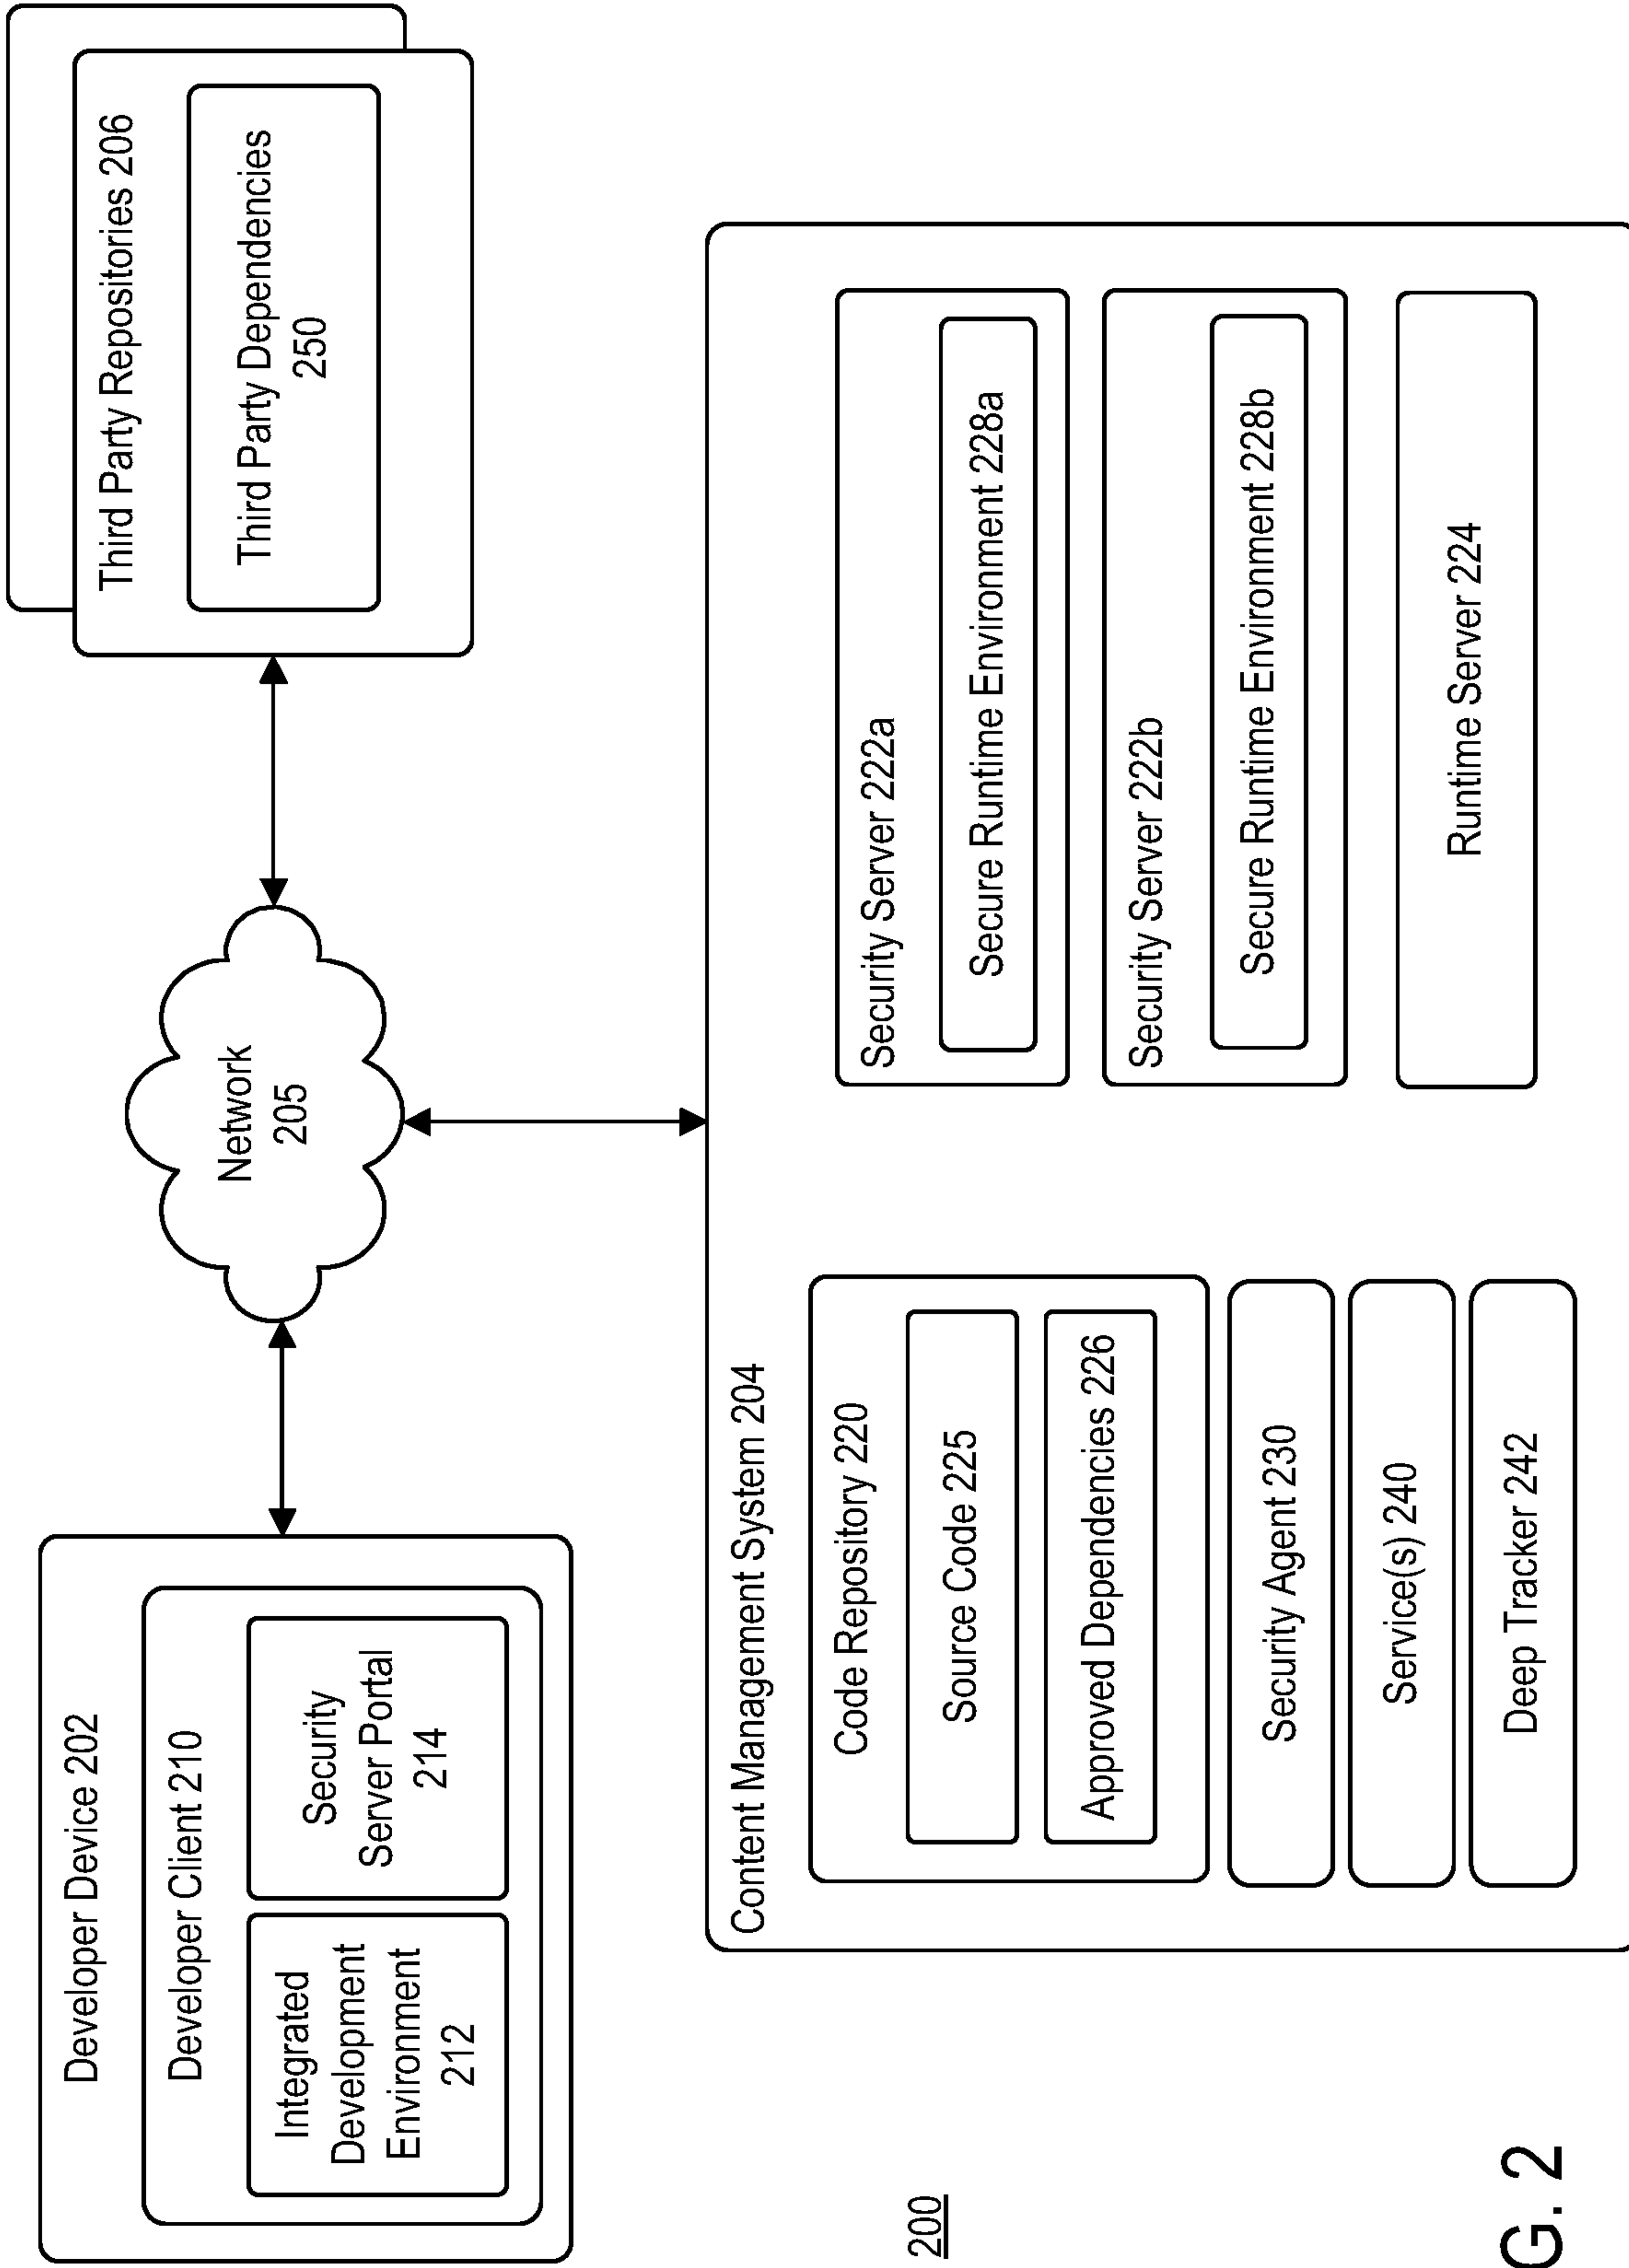 Developer Device 202
Developer Client 210
Integrated
Development
Environment
212
Security
Server Portal
214
Network
205
Third Party Repositories 206
Third Party Dependencies
250
Content Management System 204
Code Repository 220
Source Code 225
Approved Dependencies 226
Security Agent 230
Service(s) 240
Deep Tracker 242
Security Server 222a
Secure Runtime Environment 228a
Security Server 222b
Secure Runtime Environment 228b
Runtime Server 224
200
G. 2